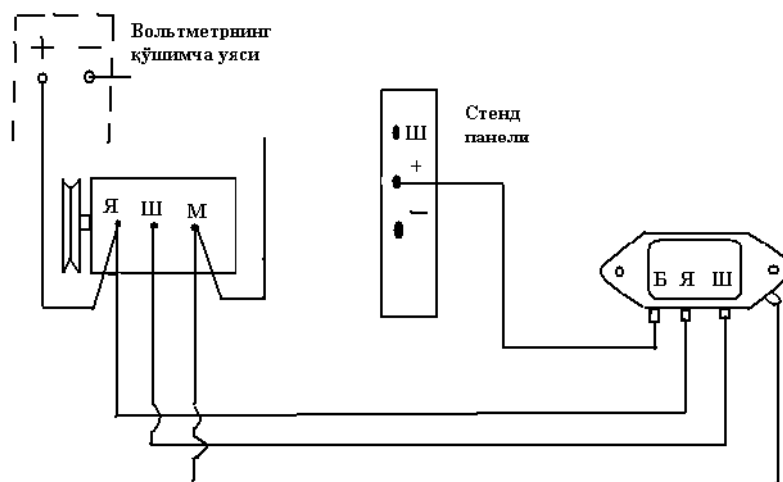 Вольтметрнинг
қўшимча уяси
+ −
Стенд
панели
Ш
+
−
Я Ш М
Б Я Ш